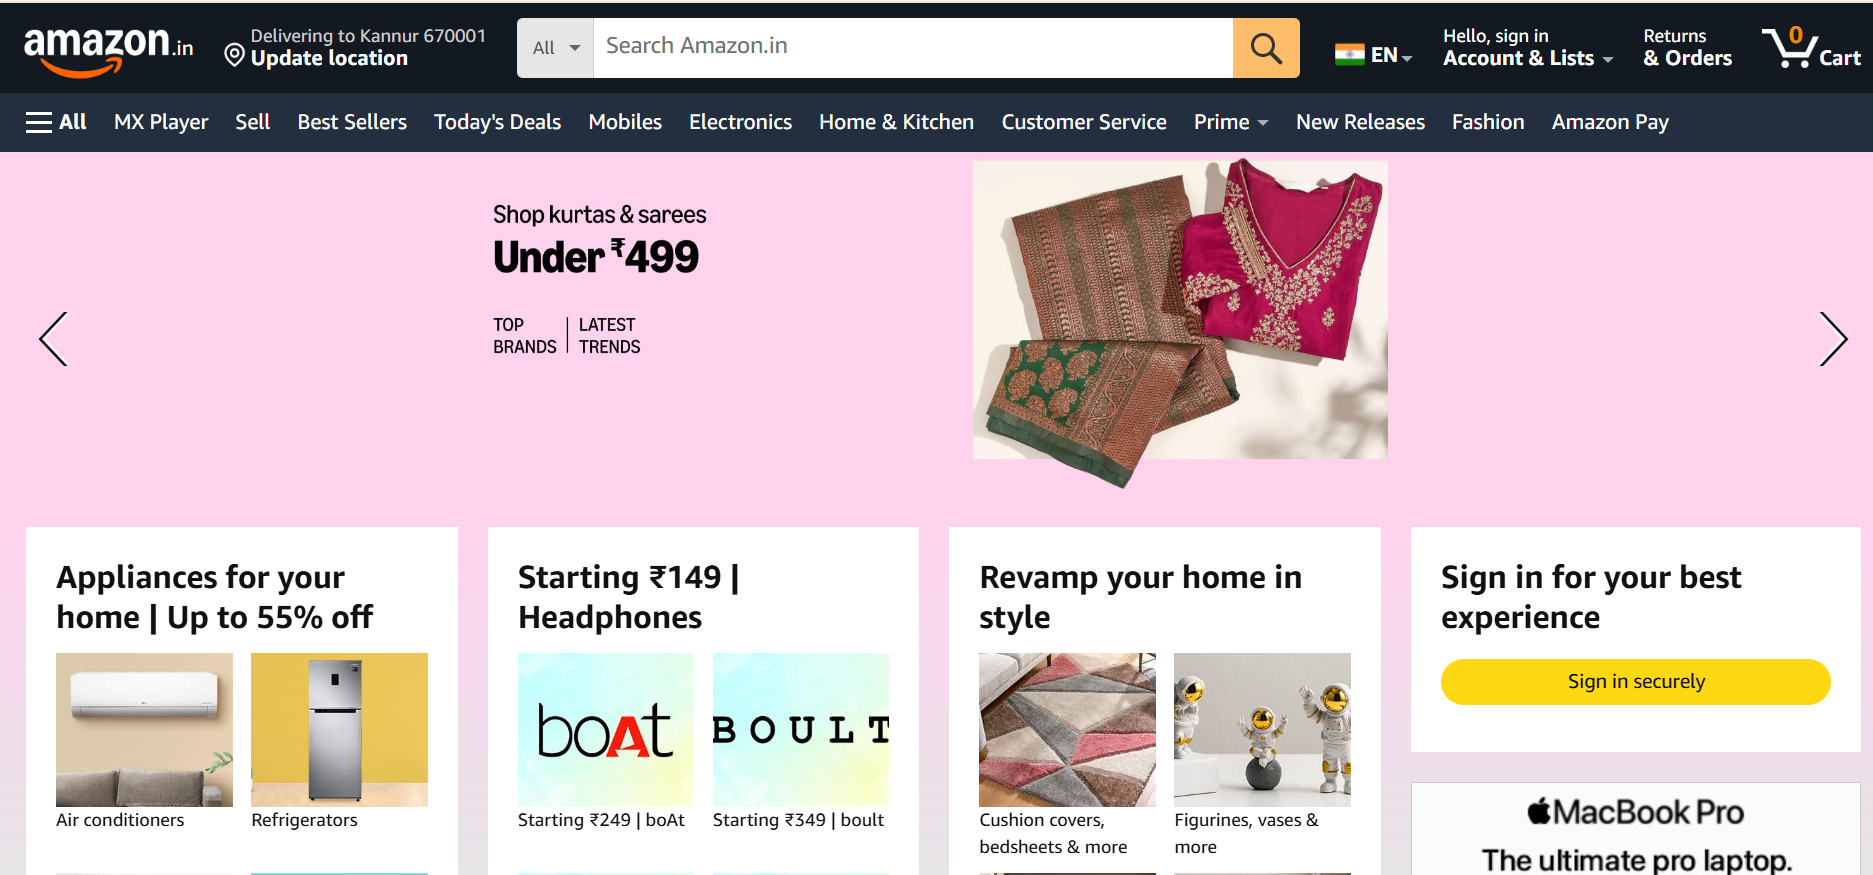 amazon.in
Delivering to Kannur 670001
Update location
All
Search Amazon.in
EN
Hello, sign in
Account & Lists
Returns
& Orders
0
Cart
All
MX Player
Sell
Best Sellers
Today's Deals
Mobiles
Electronics
Home & Kitchen
Customer Service
Prime
New Releases
Fashion
Amazon Pay
Shop kurtas & sarees
Under ₹499
TOP
BRANDS
LATEST
TRENDS
Appliances for your
home | Up to 55% off
Air conditioners
Refrigerators
Starting ₹149 |
Headphones
boAt
BOULT
Starting ₹249 | boAt
Starting ₹349 | boult
Revamp your home in
style
Cushion covers,
bedsheets & more
Figurines, vases &
more
Sign in for your best
experience
Sign in securely
MacBook Pro
The ultimate pro laptop.